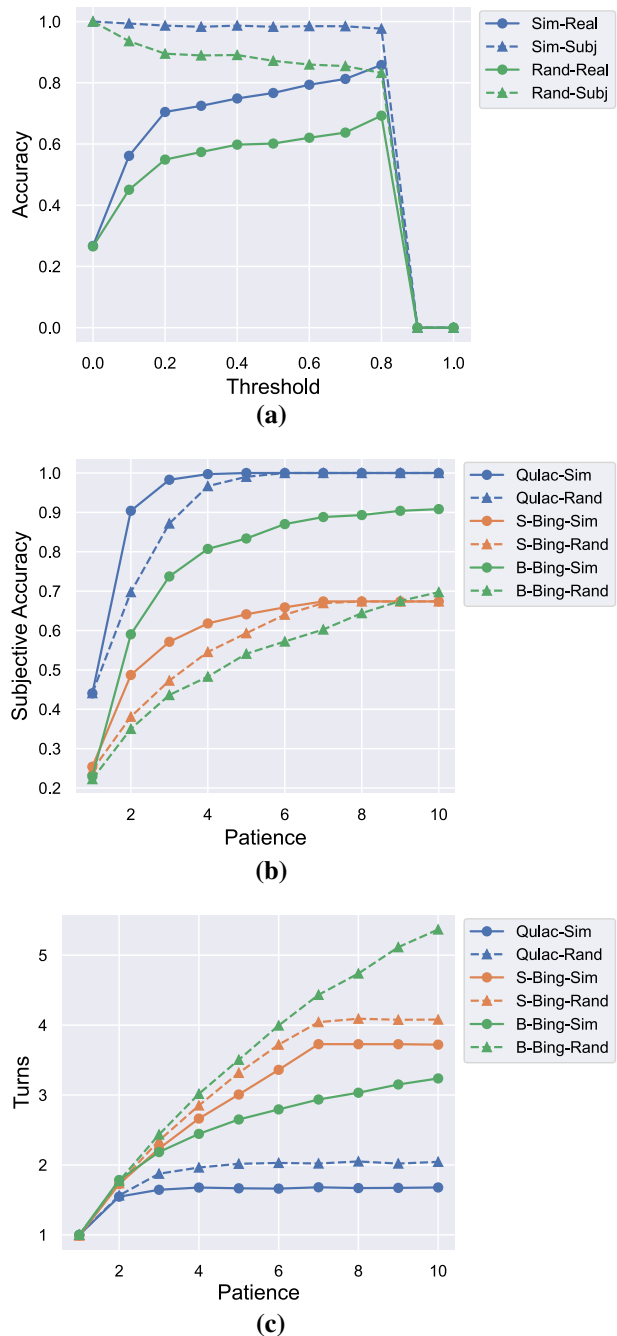 1.0
0.8
0.6
0.4
0.2
0.0
Accuracy
0.0 0.2 0.4 0.6 0.8 1.0
Threshold
Sim-Real
Sim-Subj
Rand-Real
Rand-Subj
(a)
1.0
0.9
0.8
0.7
0.6
0.5
0.4
0.3
0.2
Subjective Accuracy
2 4 6 8 10
Patience
Qulac-Sim
Qulac-Rand
S-Bing-Sim
S-Bing-Rand
B-Bing-Sim
B-Bing-Rand
(b)
5
4
3
2
1
Turns
2 4 6 8 10
Patience
Qulac-Sim
Qulac-Rand
S-Bing-Sim
S-Bing-Rand
B-Bing-Sim
B-Bing-Rand
(c)